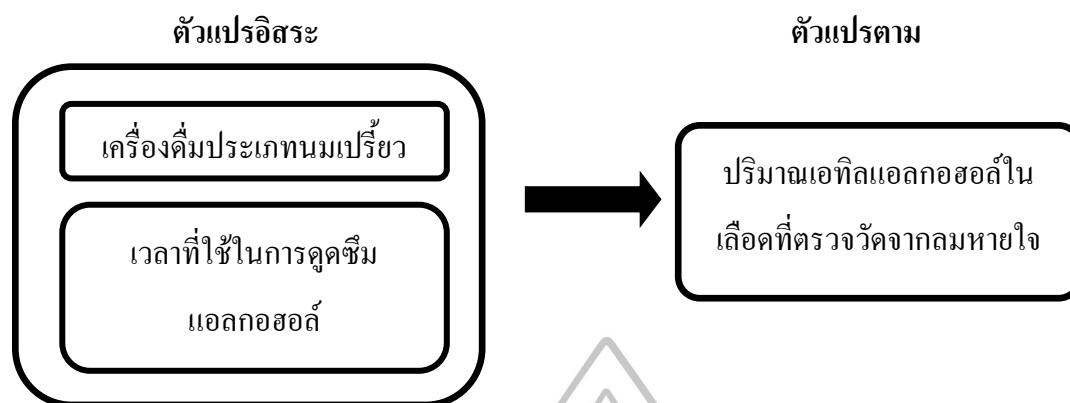 ตัวแปรอิสระ
เครื่องดื่มประเภทนมเปรี้ยว
เวลาที่ใช้ในการดูดซึม
แอลกอฮอล์
ตัวแปรตาม
ปริมาณเอทิลแอลกอฮอล์ใน
เลือดที่ตรวจวัดจากลมหายใจ